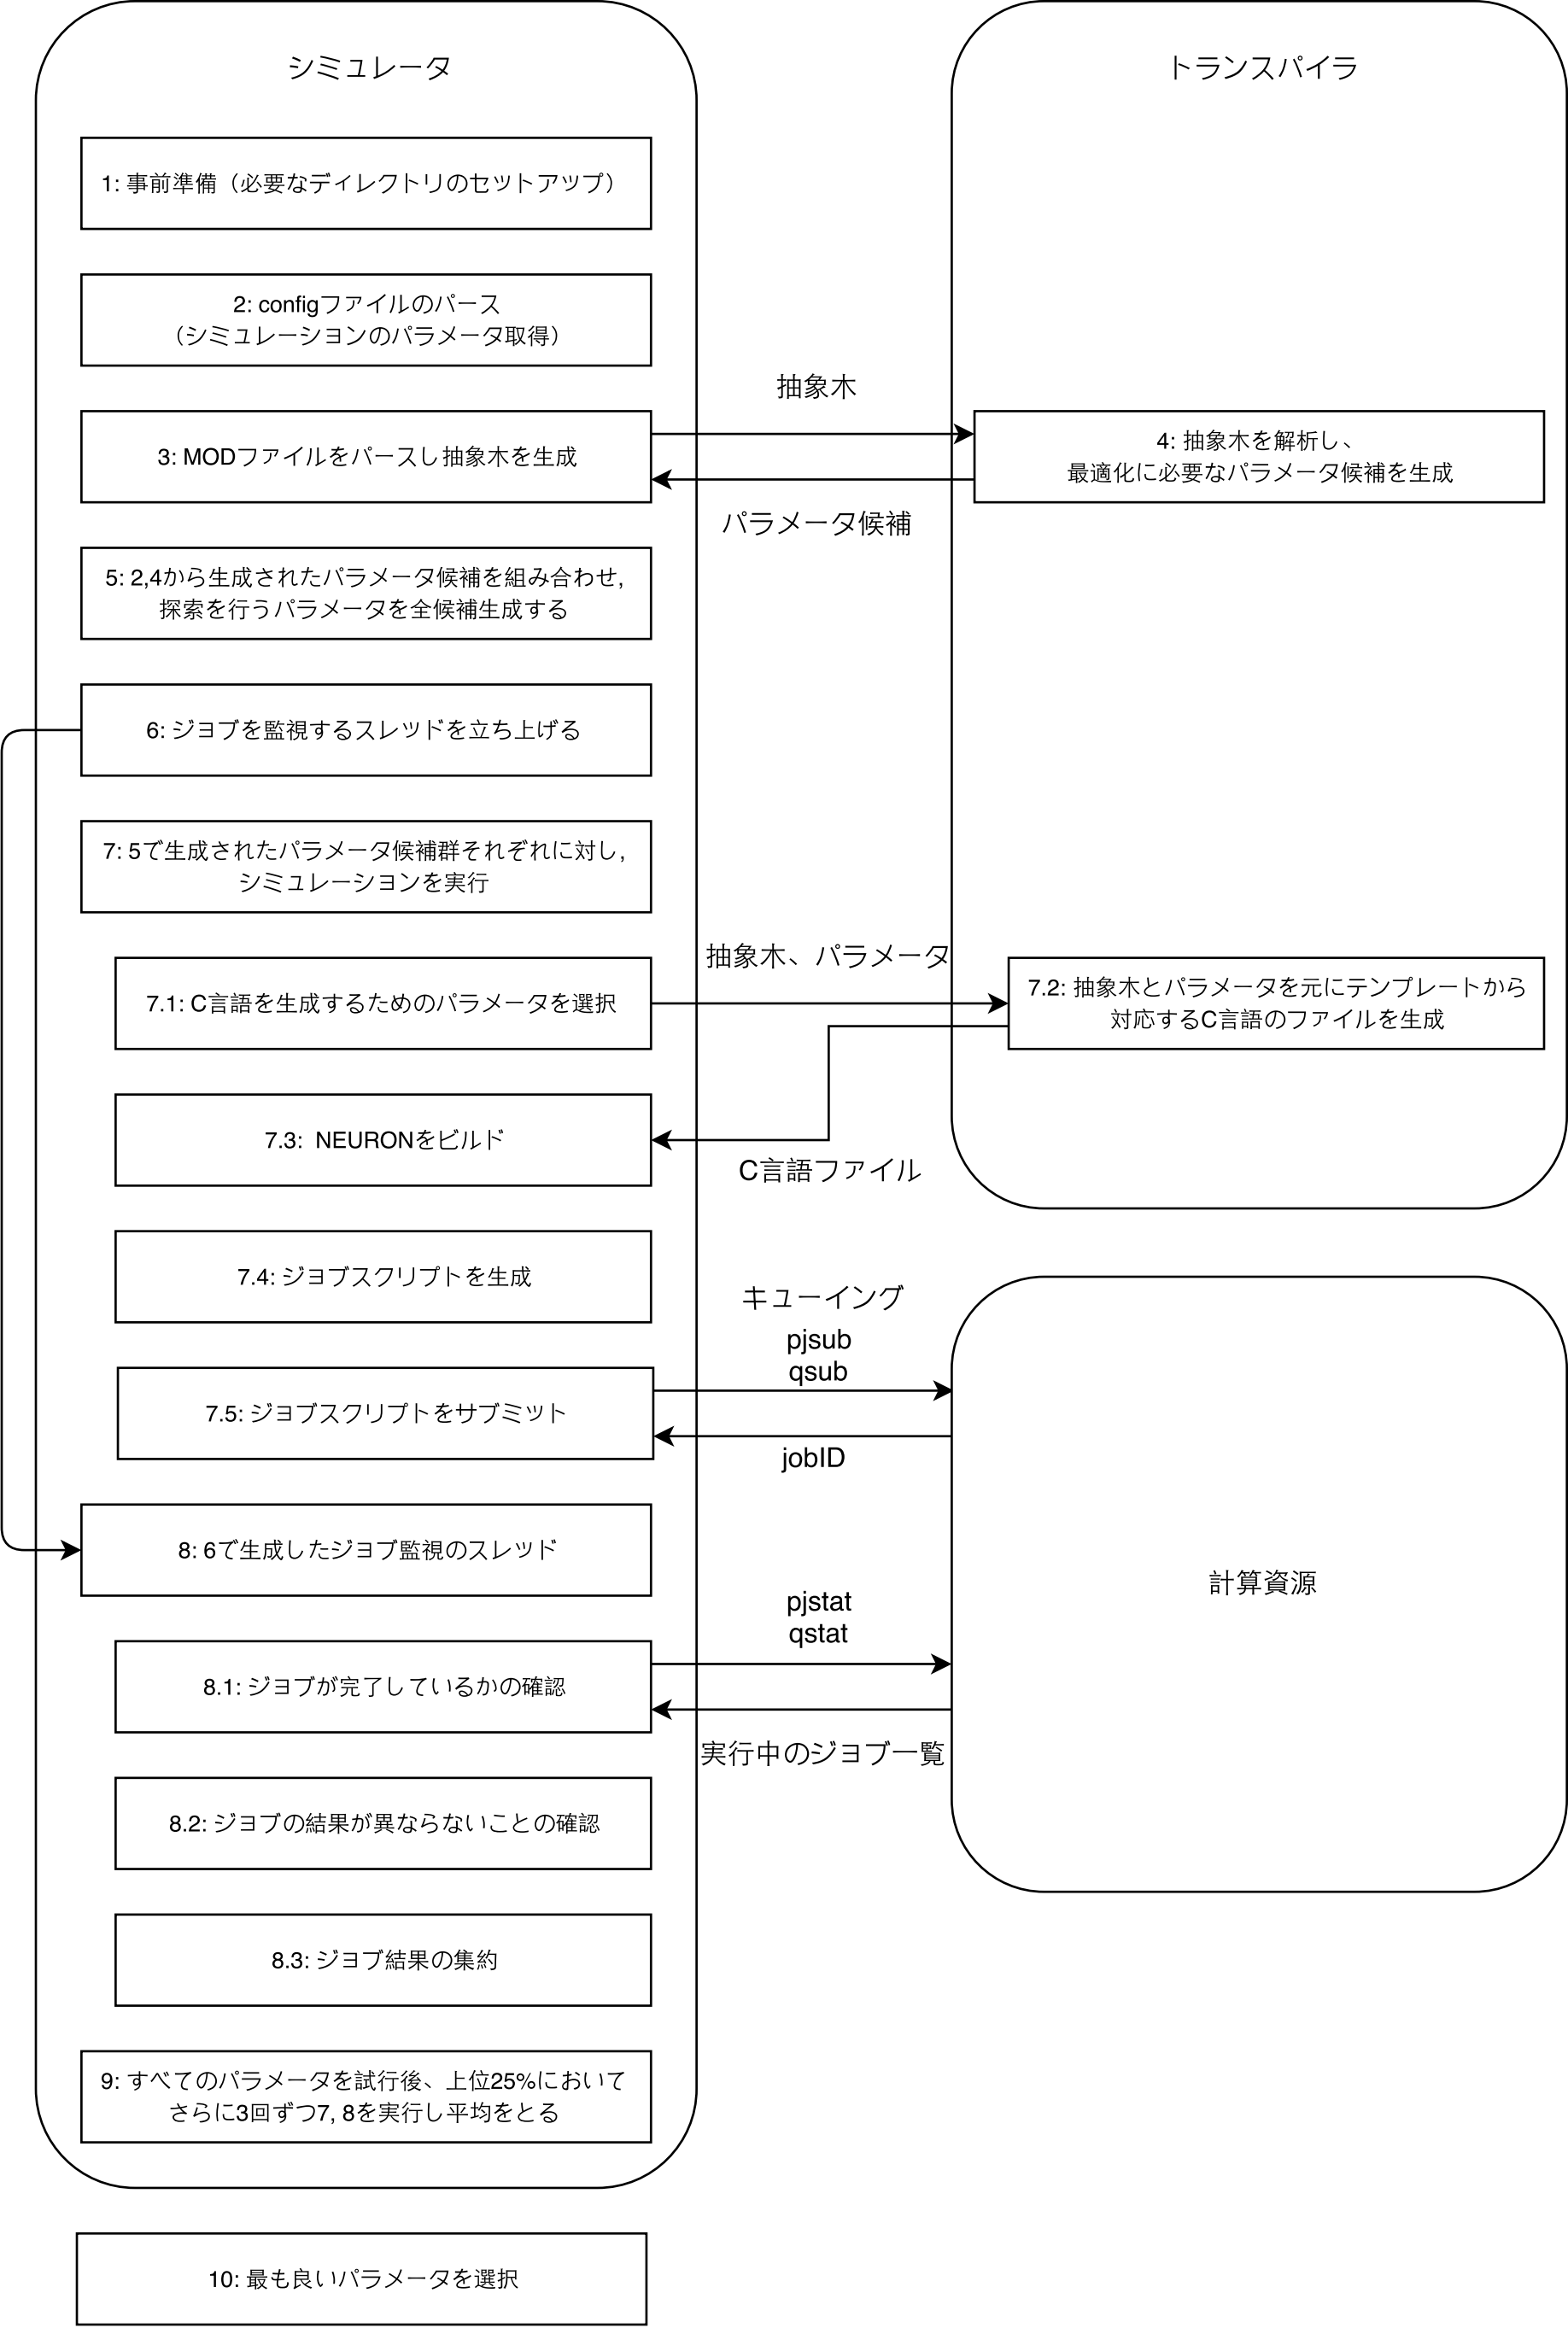 シミュレータ
トランスパイラ
1: 事前準備（必要なディレクトリのセットアップ）
2: configファイルのパース
（シミュレーションのパラメータ取得）
抽象木
3: MODファイルをパースし抽象木を生成
4: 抽象木を解析し、
最適化に必要なパラメータ候補を生成
パラメータ候補
5: 2,4から生成されたパラメータ候補を組み合わせ,
探索を行うパラメータを全候補生成する
6: ジョブを監視するスレッドを立ち上げる
7: 5で生成されたパラメータ候補群それぞれに対し,
シミュレーションを実行
抽象木、パラメータ
7.1: C言語を生成するためのパラメータを選択
7.2: 抽象木とパラメータを元にテンプレートから
対応するC言語のファイルを生成
7.3: NEURONをビルド
C言語ファイル
7.4: ジョブスクリプトを生成
キューイング
pjsub
qsub
7.5: ジョブスクリプトをサブミット
jobID
8: 6で生成したジョブ監視のスレッド
計算資源
pjstat
qstat
8.1: ジョブが完了しているかの確認
実行中のジョブ一覧
8.2: ジョブの結果が異ならないことの確認
8.3: ジョブ結果の集約
9: すべてのパラメータを試行後、上位25%において
さらに3回ずつ7, 8を実行し平均をとる
10: 最も良いパラメータを選択